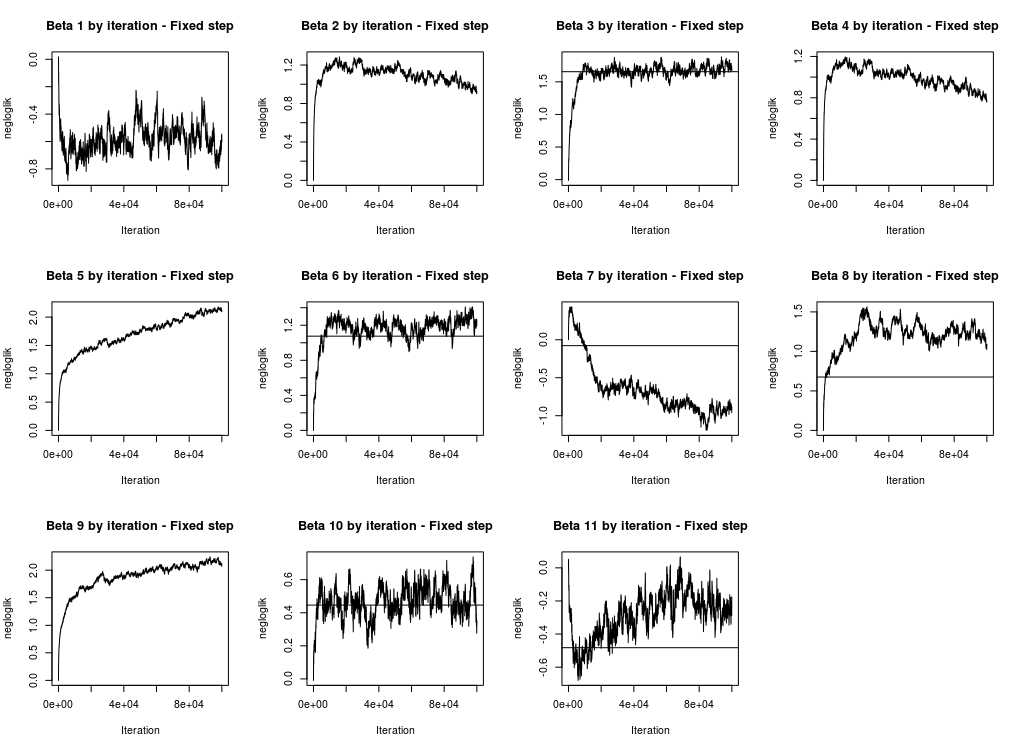 Beta 1 by iteration - Fixed step
negloglik
0.0
-0.4
-0.8
0e+00 4e+04 8e+04
Iteration
Beta 2 by iteration - Fixed step
negloglik
1.2
0.8
0.4
0.0
0e+00 4e+04 8e+04
Iteration
Beta 3 by iteration - Fixed step
negloglik
1.5
1.0
0.5
0.0
0e+00 4e+04 8e+04
Iteration
Beta 4 by iteration - Fixed step
negloglik
1.2
0.8
0.4
0.0
0e+00 4e+04 8e+04
Iteration
Beta 5 by iteration - Fixed step
negloglik
2.0
1.5
1.0
0.5
0.0
0e+00 4e+04 8e+04
Iteration
Beta 6 by iteration - Fixed step
negloglik
1.2
0.8
0.4
0.0
0e+00 4e+04 8e+04
Iteration
Beta 7 by iteration - Fixed step
negloglik
0.0
-0.5
-1.0
0e+00 4e+04 8e+04
Iteration
Beta 8 by iteration - Fixed step
negloglik
1.5
1.0
0.5
0.0
0e+00 4e+04 8e+04
Iteration
Beta 9 by iteration - Fixed step
negloglik
2.0
1.5
1.0
0.5
0.0
0e+00 4e+04 8e+04
Iteration
Beta 10 by iteration - Fixed step
negloglik
0.6
0.4
0.2
0.0
0e+00 4e+04 8e+04
Iteration
Beta 11 by iteration - Fixed step
negloglik
0.0
-0.2
-0.4
-0.6
0e+00 4e+04 8e+04
Iteration